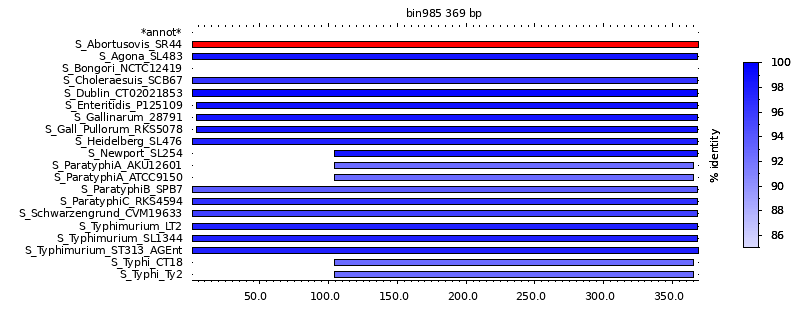 bin985 369 bp
*annot*
S_Abortusovis_SR44
S_Agona_SL483
S_Bongori_NCTC12419
S_Choleraesuis_SCB67
S_Dublin_CT02021853
S_Enteritidis_P125109
S_Gallinarum_28791
S_Gall_Pullorum_RKS5078
S_Heidelberg_SL476
S_Newport_SL254
S_ParatyphiA_AKU12601
S_ParatyphiA_ATCC9150
S_ParatyphiB_SPB7
S_ParatyphiC_RKS4594
S_Schwarzengrund_CVM19633
S_Typhimurium_LT2
S_Typhimurium_SL1344
S_Typhimurium_ST313_AGEnt
S_Typhi_CT18
S_Typhi_Ty2
50.0 100.0 150.0 200.0 250.0 300.0 350.0
100
98
96
94
92
90
88
86
% identity